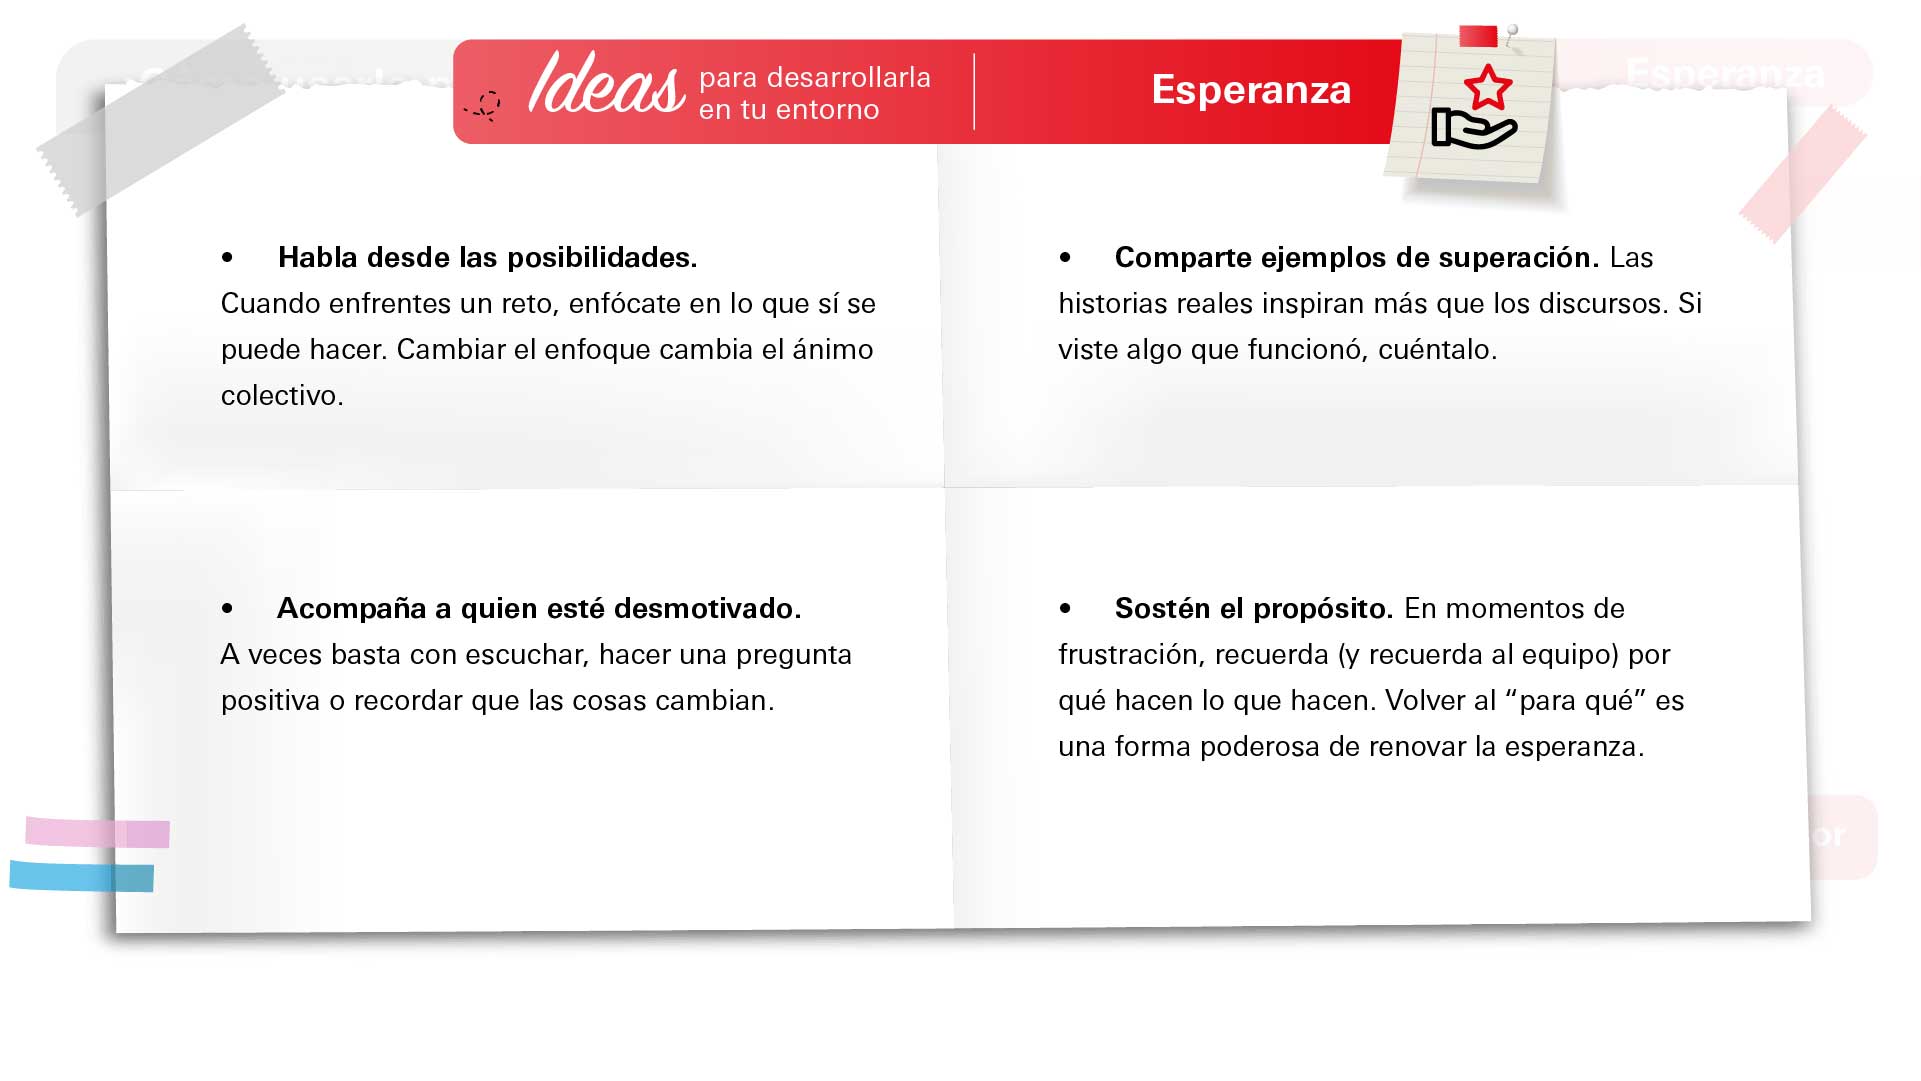 Ideas para desarrollarla
en tu entorno
Esperanza
Esperanza
• Habla desde las posibilidades.
Cuando enfrentes un reto, enfócate en lo que sí se
puede hacer. Cambiar el enfoque cambia el ánimo
colectivo.
• Comparte ejemplos de superación. Las
historias reales inspiran más que los discursos. Si
viste algo que funcionó, cuéntalo.
• Acompaña a quien esté desmotivado.
A veces basta con escuchar, hacer una pregunta
positiva o recordar que las cosas cambian.
• Sostén el propósito. En momentos de
frustración, recuerda (y recuerda al equipo) por
qué hacen lo que hacen. Volver al “para qué” es
una forma poderosa de renovar la esperanza.